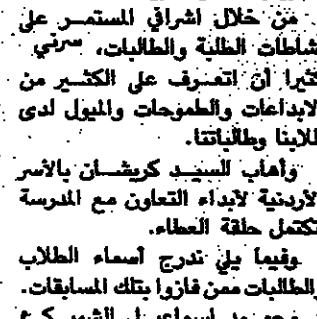 من خلال اشرافي المستمر على
نشاطات الطلبة والطالبات، سرني
كثيرا أن اتعرف على الكثير من
الابداعات والطموحات والميول لدى
طلابنا وطالباتنا.
وأهاب السيد كريشان بالأسر
الأردنية لأبداء التعاون مع المدرسة
لتكتمل حلقة العطاء.
وفيما يلي ندرج أسماء الطلاب
والطالبات ممن فازوا بتلك المسابقات.